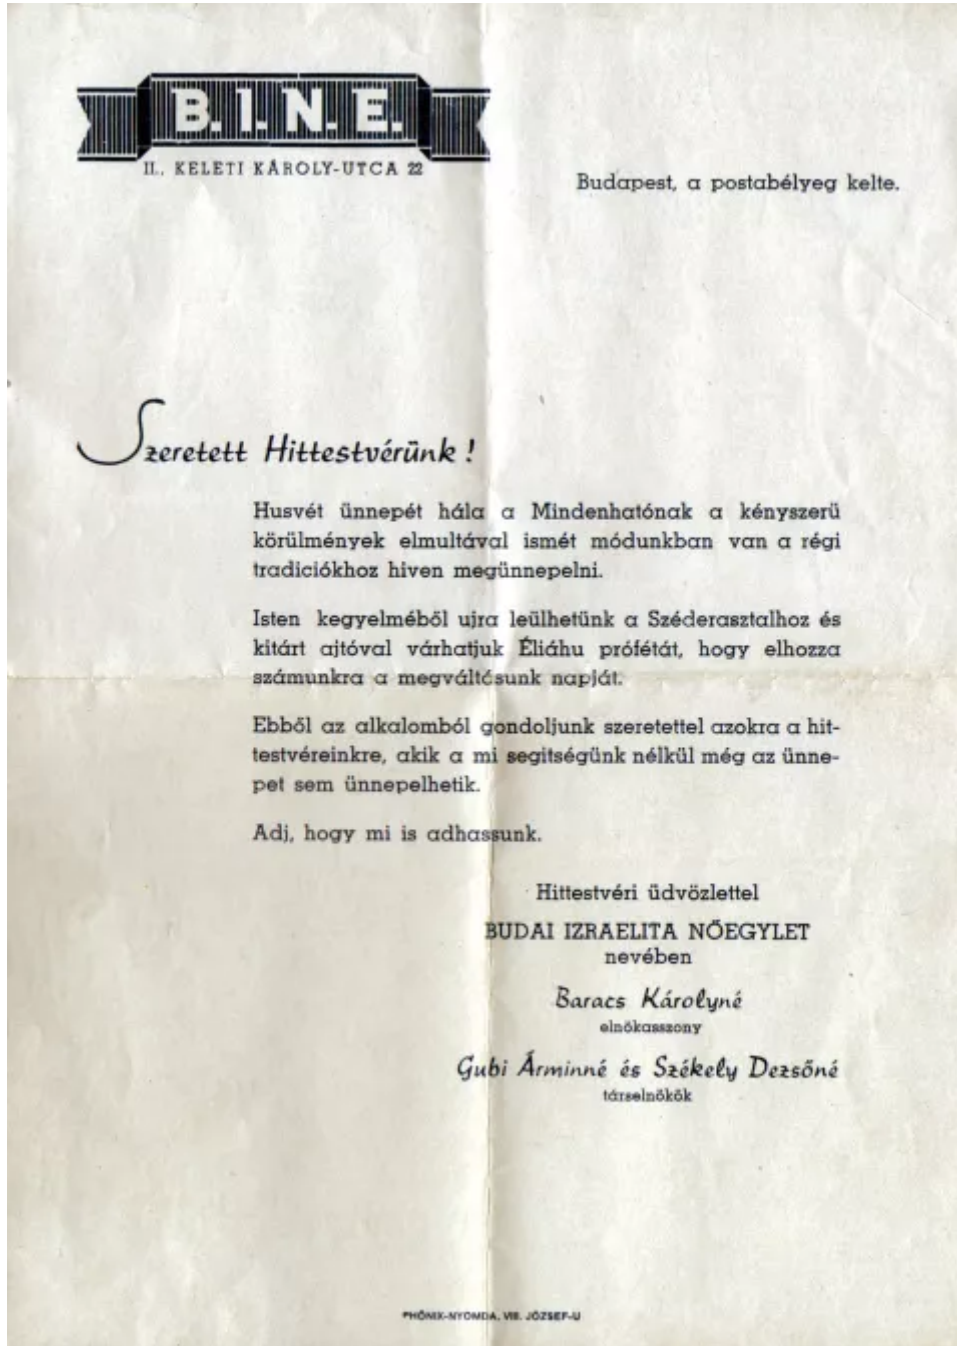 B.I.N.E.
II., KELETI KÁROLY-UTCA 22
Budapest, a postabélyeg kelte.
Szeretett Hittestvérünk!
Husvét ünnepét hála a Mindenhatónak a kényszerü
körülmények elmultával ismét módunkban van a régi
tradiciókhoz hiven megünnepelni.
Isten kegyelméből ujra leülhetünk a Széderasztalhoz és
kitárt ajtóval várhatjuk Éliáhu prófétát, hogy elhozza
számunkra a megváltásunk napját.
Ebből az alkalomból gondoljunk szeretettel azokra a hit-
testvéreinkre, akik a mi segitségünk nélkül még az ünne-
pet sem ünnepelhetik.
Adj, hogy mi is adhassunk.
Hittestvéri üdvözlettel
BUDAI IZRAELITA NŐEGYLET
nevében
Baracs Károlyné
elnökasszony
Gubi Árminné és Székely Dezsőné
társelnökök
PHŐNIX-NYOMDA, VIII. JÓZSEF-U